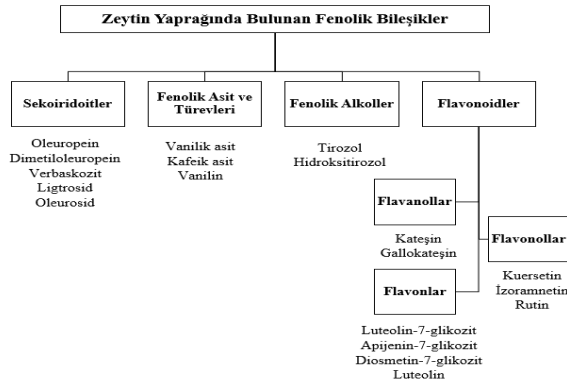 Zeytin Yaprağında Bulunan Fenolik Bileşikler
Sekoiridoitler
Oleuropein
Dimetiloleuropein
Verbaskozit
Ligtrosid
Oleurosid
Fenolik Asit ve
Türevleri
Vanilik asit
Kafeik asit
Vanilin
Fenolik Alkoller
Tirozol
Hidroksitirozol
Flavonoidler
Flavanollar
Kateşin
Gallokateşin
Flavonollar
Kuersetin
İzoramnetin
Rutin
Flavonlar
Luteolin-7-glikozit
Apijenin-7-glikozit
Diosmetin-7-glikozit
Luteolin